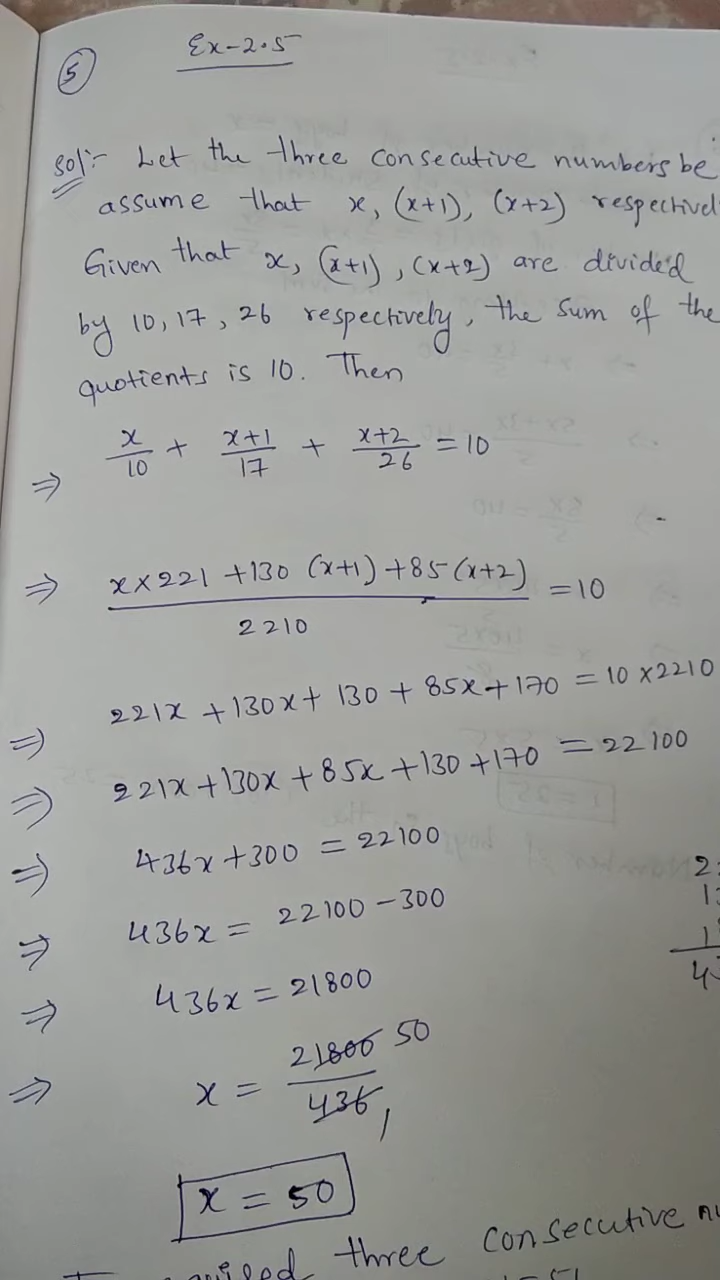 Ex-2.5
(5)
Sol:- Let the three consecutive numbers be
assume that x, (x+1), (x+2)
Given that x, (x+1), (x+2) are divided
by 10, 17, 26 respectively, the sum of the
quotients is 10. Then
⇒ x/10 + x+1/17 + x+2/26 = 10
⇒ x×221 + 130 (x+1) + 85 (x+2) / 2210 = 10
⇒ 221x + 130x + 130 + 85x + 170 = 10 × 2210
⇒ 221x + 130x + 85x + 130 + 170 = 22100
⇒ 436x + 300 = 22100
⇒ 436x = 22100 - 300
⇒ 436x = 21800
⇒ x = 21800/436 50 1
x = 50
three consecutive